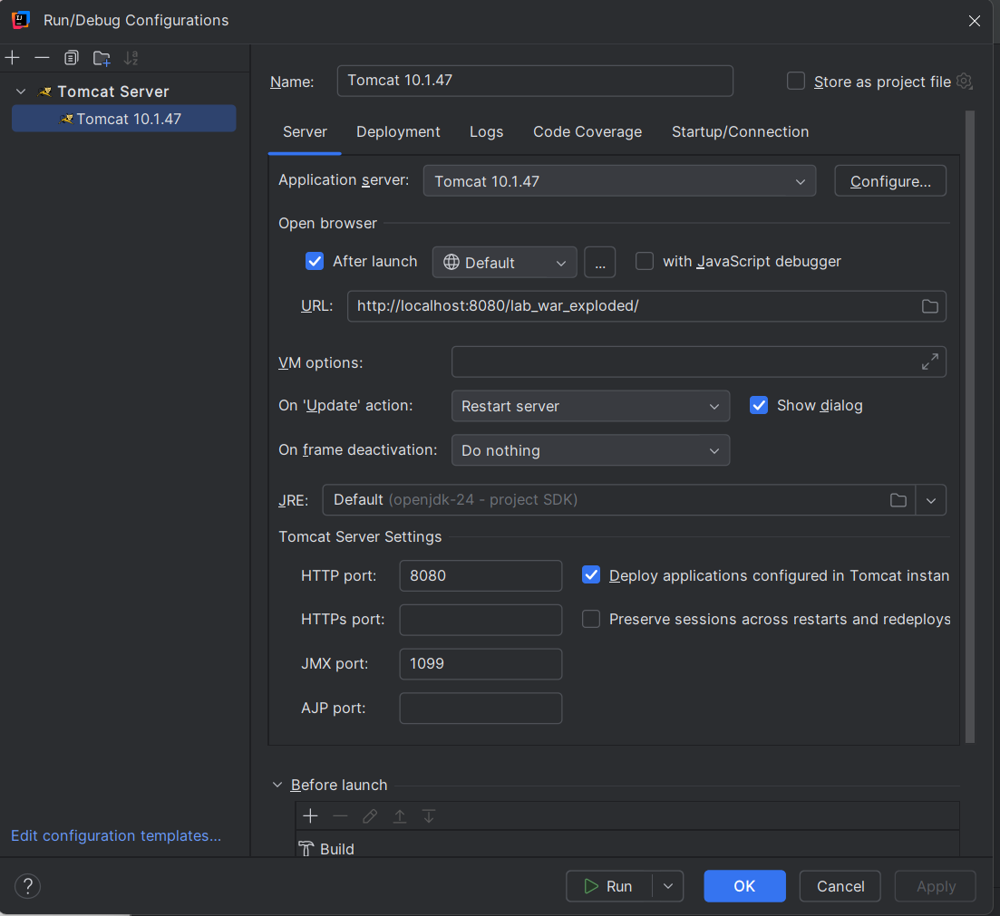 Run/Debug Configurations
Tomcat Server
Tomcat 10.1.47
Edit configuration templates...
Name: Tomcat 10.1.47 Store as project file
Server Deployment Logs Code Coverage Startup/Connection
Application server: Tomcat 10.1.47 Configure...
Open browser
After launch Default ... with JavaScript debugger
URL: http://localhost:8080/lab_war_exploded/
VM options:
On 'Update' action: Restart server Show dialog
On frame deactivation: Do nothing
JRE: Default (openjdk-24 - project SDK)
Tomcat Server Settings
HTTP port: 8080 Deploy applications configured in Tomcat instan
HTTPs port: Preserve sessions across restarts and redeploys
JMX port: 1099
AJP port:
Before launch
Build
? Run OK Cancel Apply